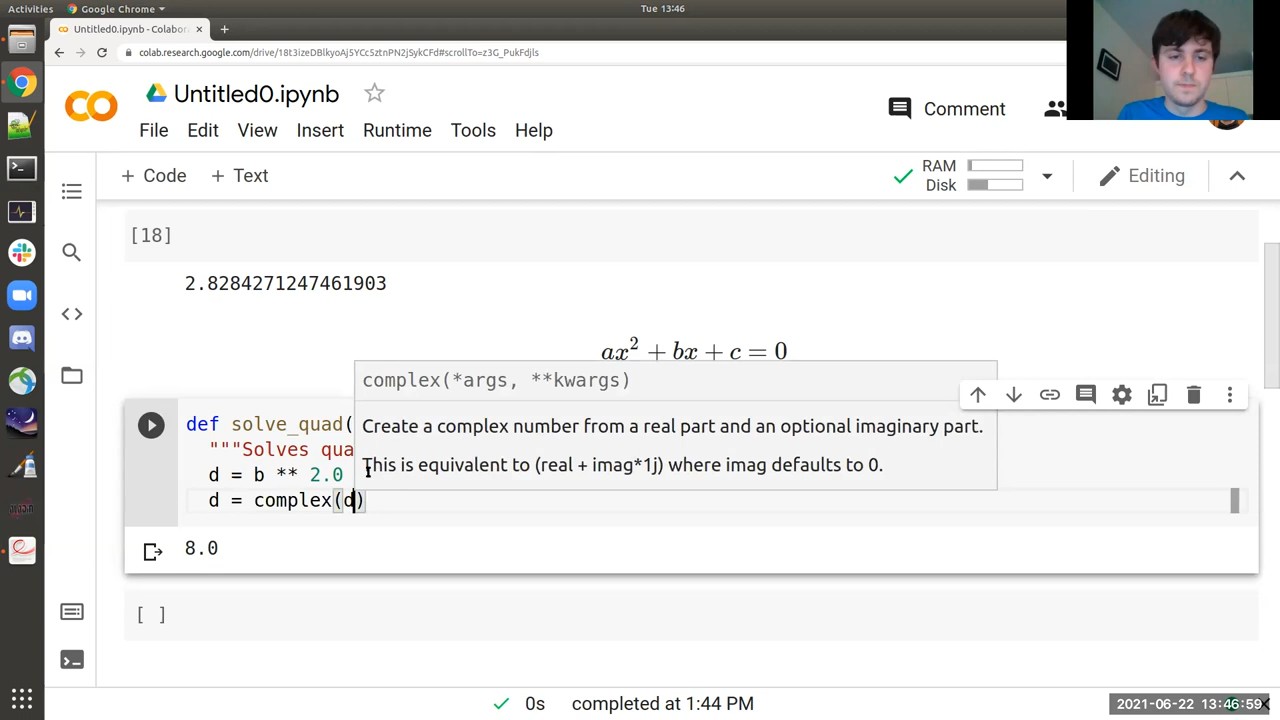 Activities Google Chrome Tue 13:46
Untitled0.ipynb - Colabor
colab.research.google.com/drive/18t3izeDBlkyoAj5YCc5ztnPN2jSykCFd#scrollTo=z3G_PukFdjls
Untitled0.ipynb
Comment
File Edit View Insert Runtime Tools Help
+ Code + Text
RAM
Disk
Editing
[18]
2.8284271247461903
ax² + bx + c = 0
complex(*args, **kwargs)
Create a complex number from a real part and an optional imaginary part.
This is equivalent to (real + imag*1j) where imag defaults to 0.
def solve_quad(
"""Solves qua
d = b ** 2.0
d = complex(d)
8.0
[ ]
0s completed at 1:44 PM
2021-06-22 13:46:59